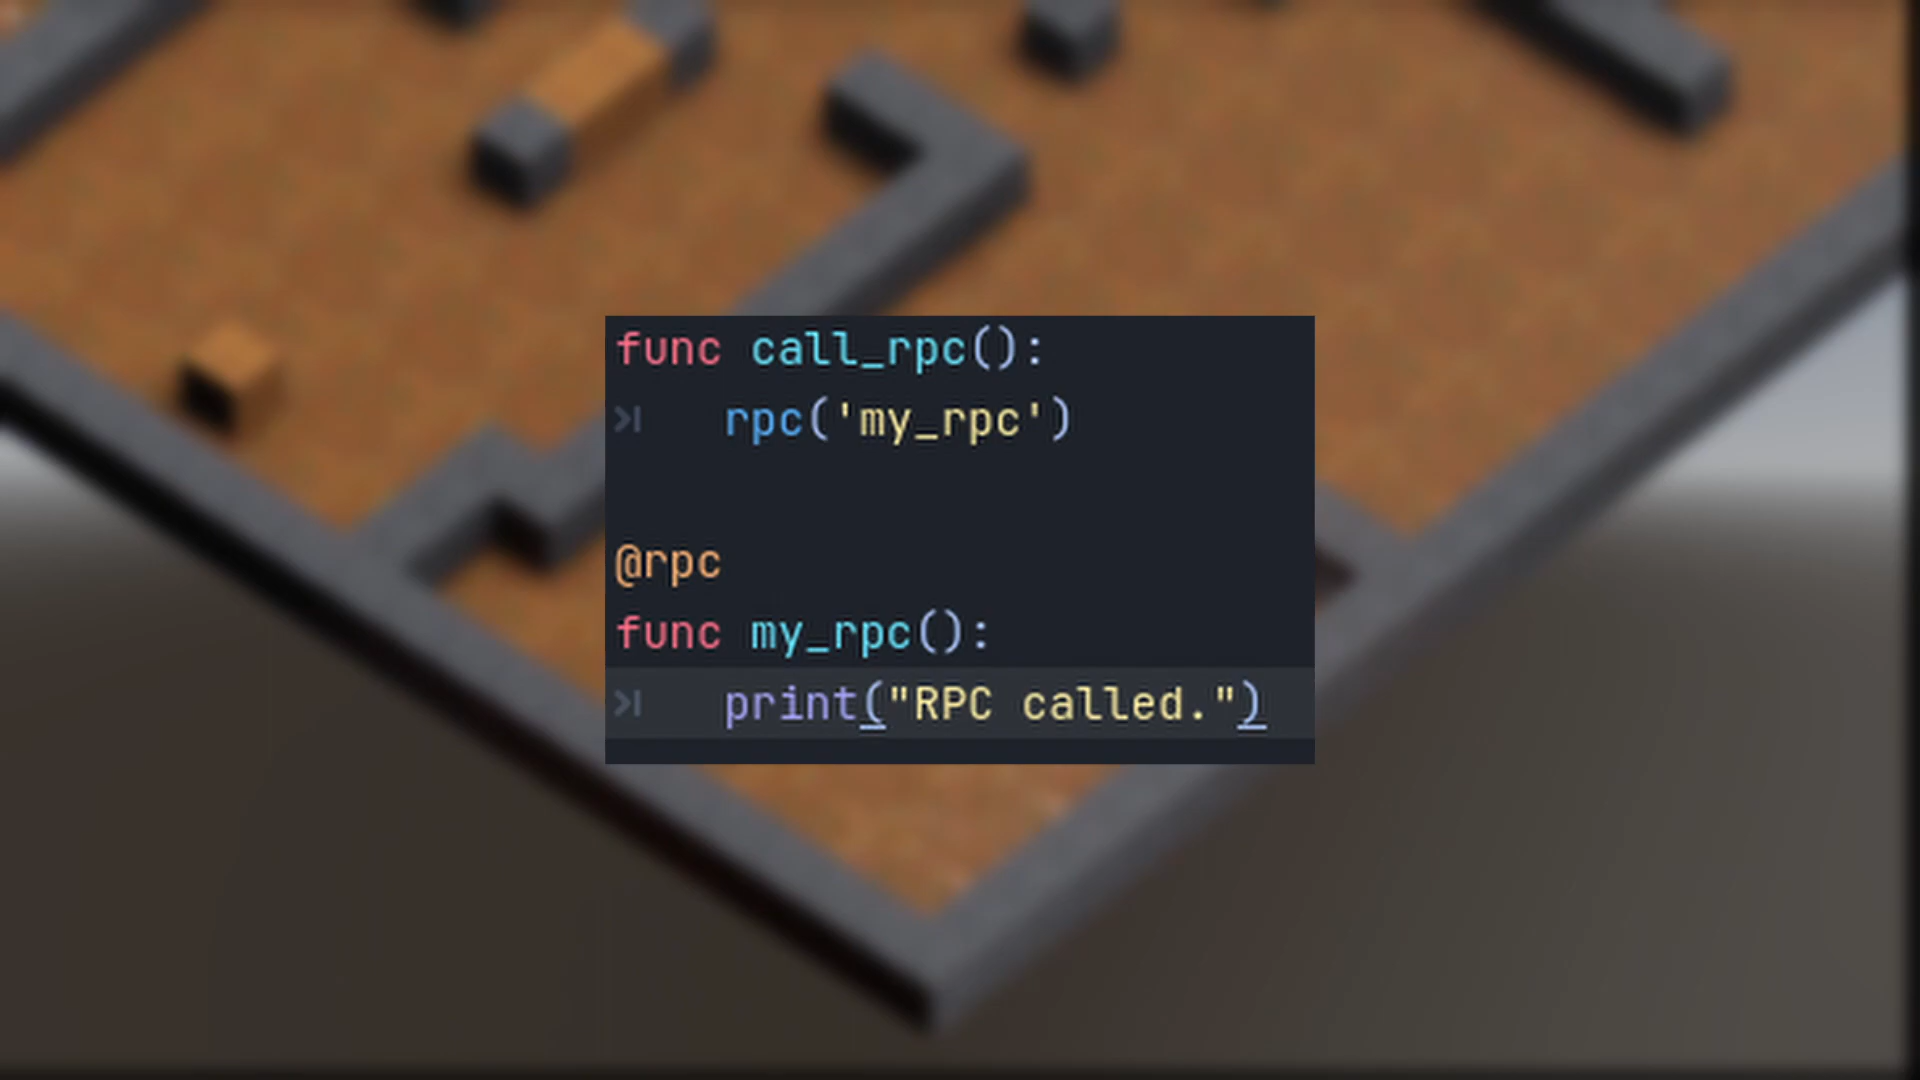 func call_rpc():
rpc('my_rpc')
@rpc
func my_rpc():
print("RPC called.")